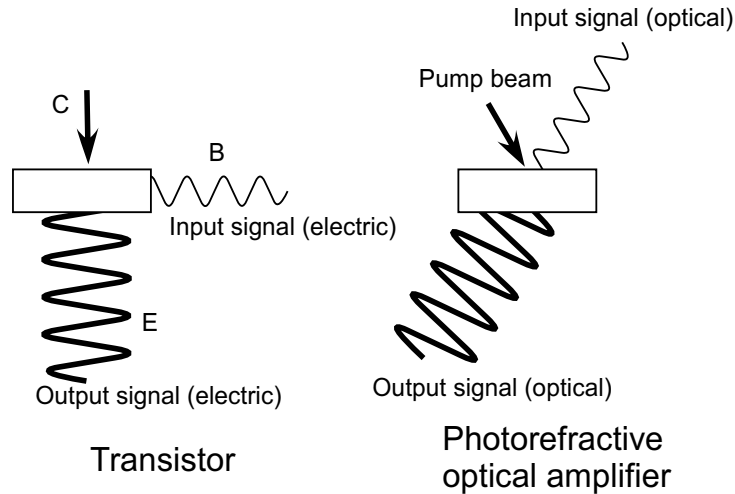 Input signal (optical)
Pump beam
C
B
Input signal (electric)
E
Output signal (electric)
Output signal (optical)
Transistor
Photorefractive
optical amplifier